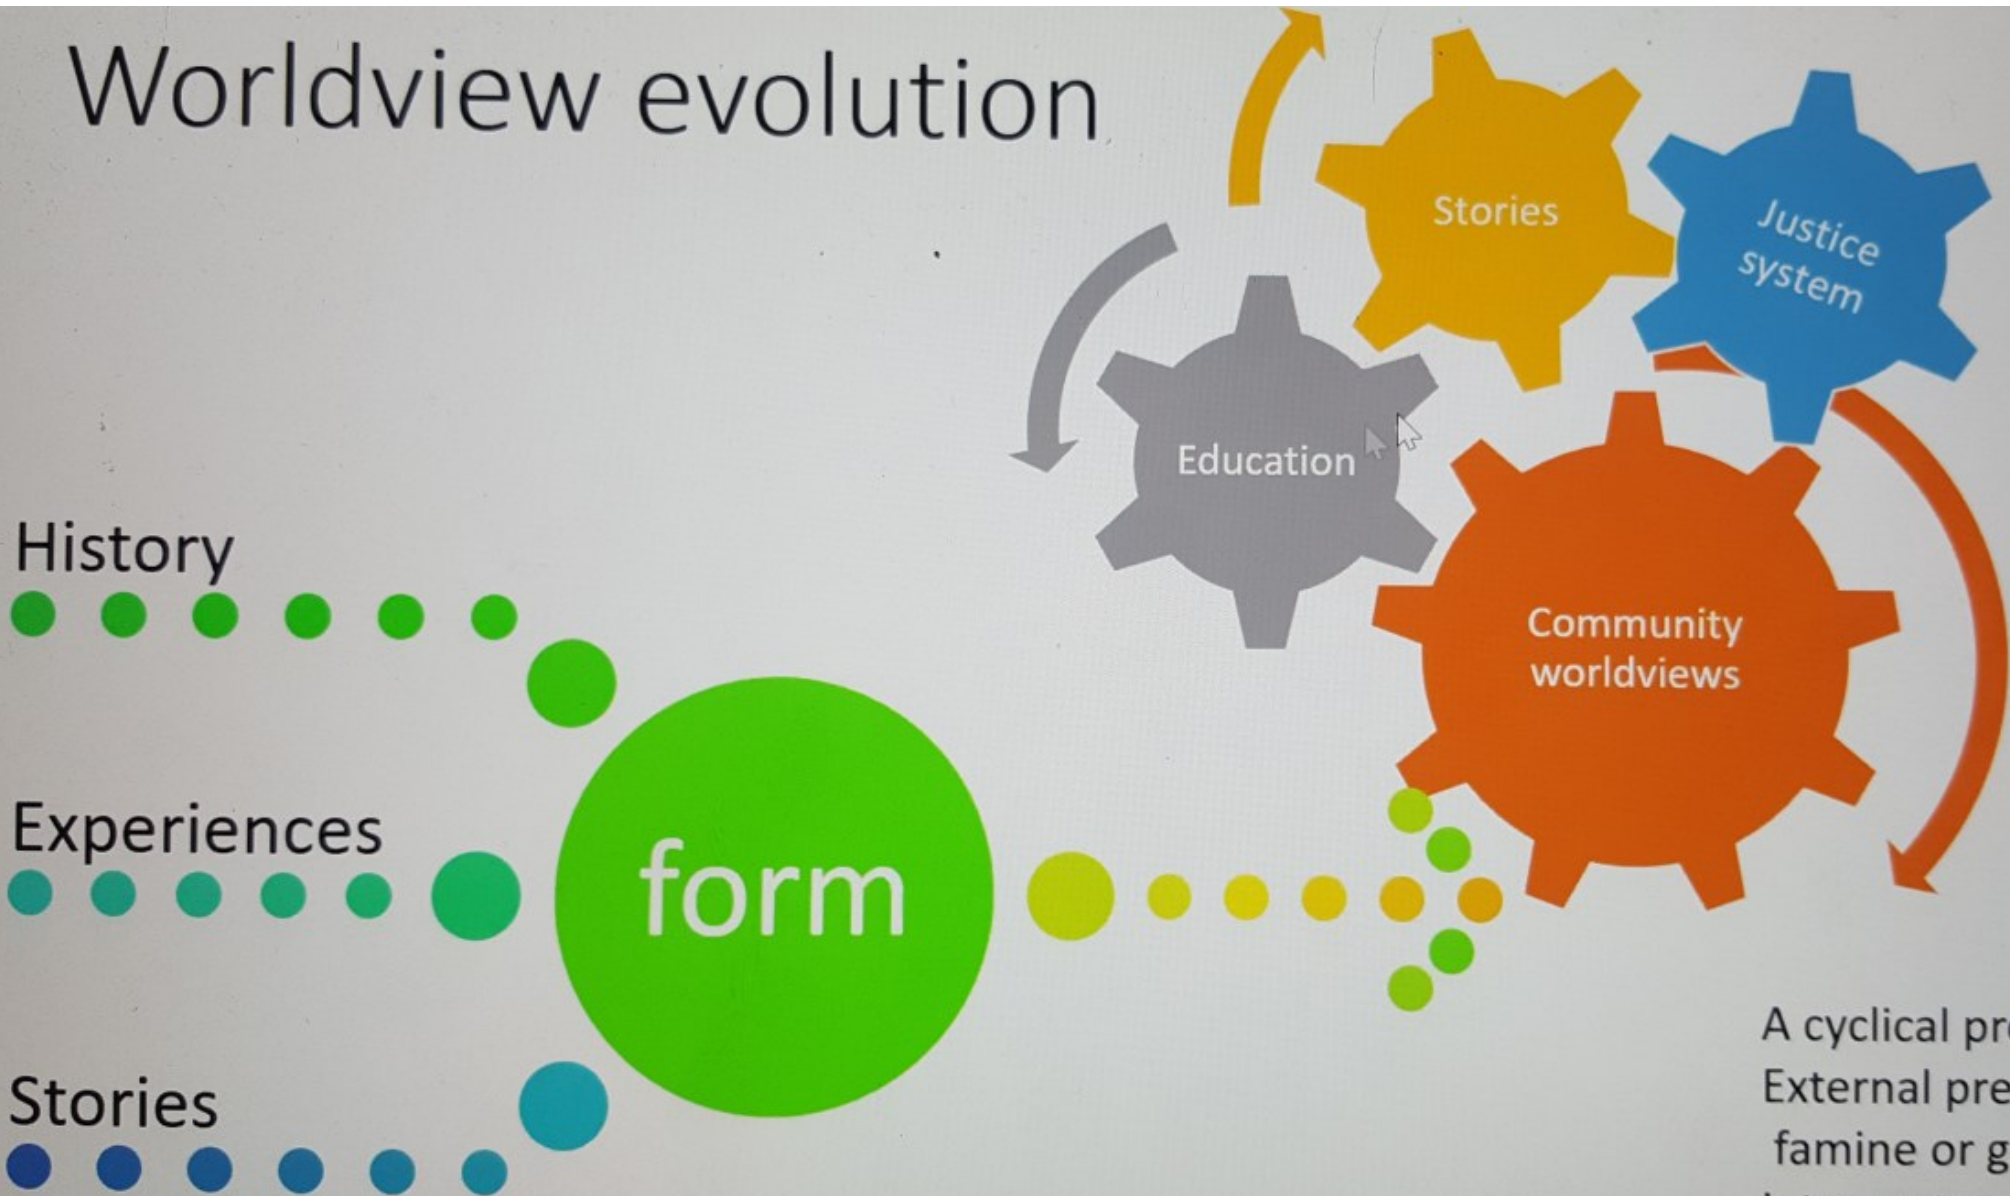 Worldview evolution
Stories
Justice
system
Education
Community
worldviews
History
Experiences
form
Stories
A cyclical
External
famine or